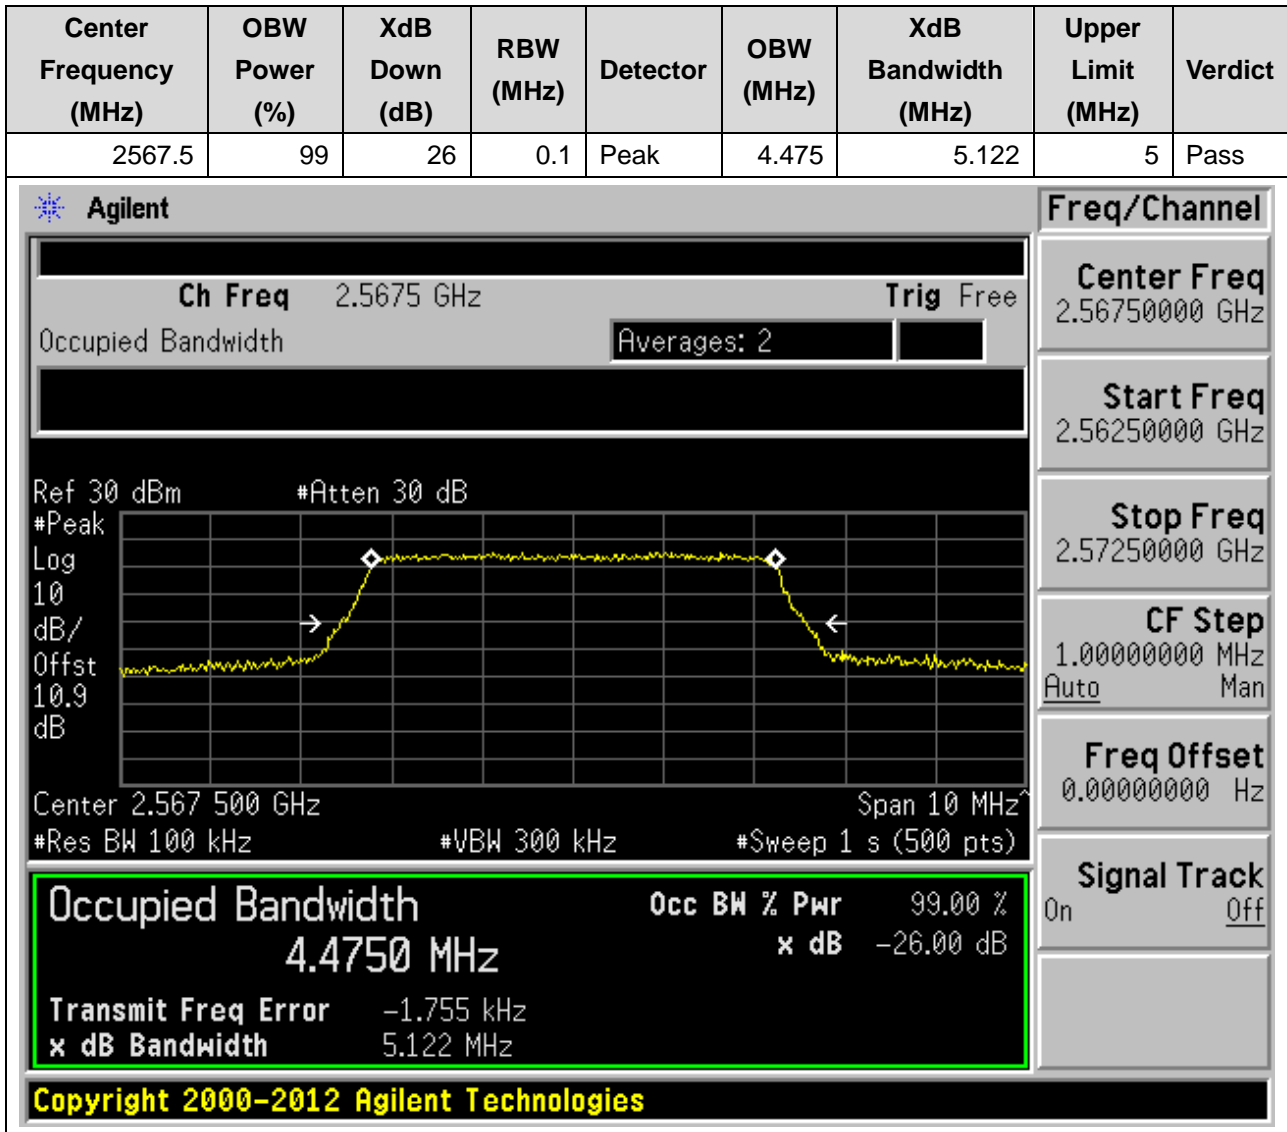 Center Frequency (MHz) OBW Power (%) XdB Down (dB) RBW (MHz) Detector OBW (MHz) XdB Bandwidth (MHz) Upper Limit (MHz) Verdict
2567.5 99 26 0.1 Peak 4.475 5.122 5 Pass
Agilent
Freq/Channel
Ch Freq 2.5675 GHz Trig Free
Occupied Bandwidth Averages: 2
Center Freq
2.56750000 GHz
Start Freq
2.56250000 GHz
Stop Freq
2.57250000 GHz
CF Step
1.00000000 MHz
Auto Man
Freq Offset
0.00000000 Hz
Signal Track
On Off
Ref 30 dBm #Atten 30 dB
#Peak
Log
10
dB/
Offst
10.9
dB
Center 2.567 500 GHz Span 10 MHz^
#Res BW 100 kHz #VBW 300 kHz #Sweep 1 s (500 pts)
Occupied Bandwidth Occ BW % Pwr 99.00 %
4.4750 MHz x dB -26.00 dB
Transmit Freq Error -1.755 kHz
x dB Bandwidth 5.122 MHz
Copyright 2000-2012 Agilent Technologies